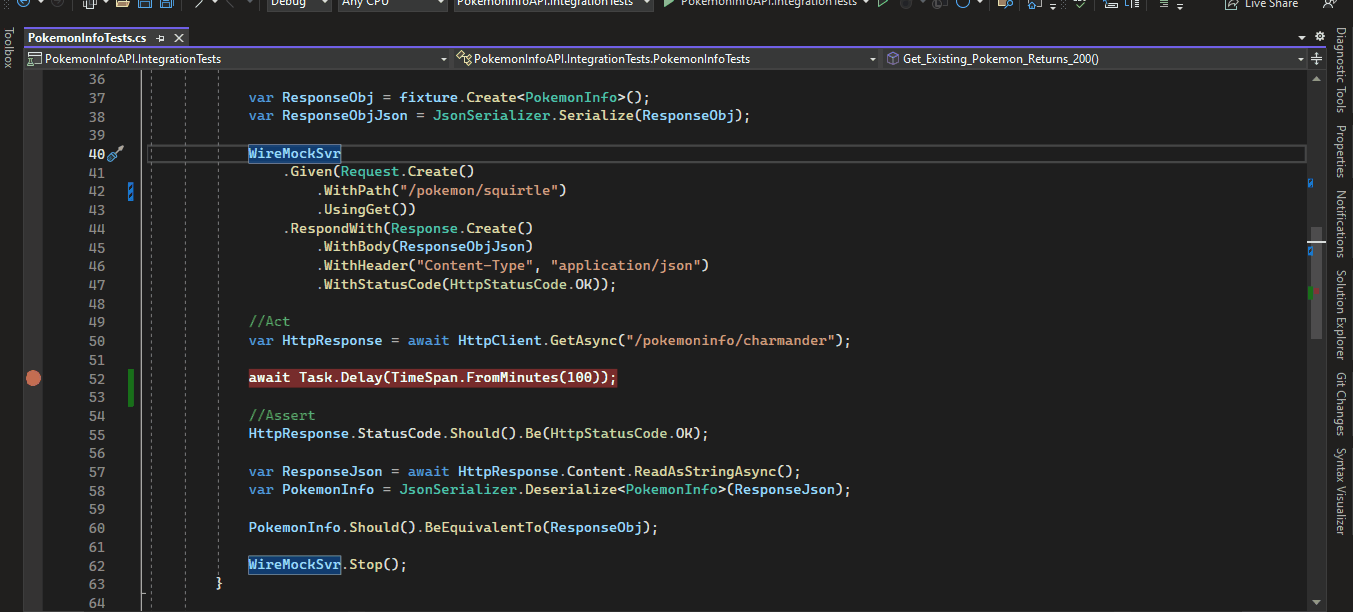 Debug
Any CPU
PokemonInfoAPI.IntegrationTests
PokemonInfoAPI.IntegrationTests
Live Share
PokemonInfoTests.cs
PokemonInfoAPI.IntegrationTests
PokemonInfoAPI.IntegrationTests.PokemonInfoTests
Get_Existing_Pokemon_Returns_200()
Toolbox
36
37 var ResponseObj = fixture.Create<PokemonInfo>();
38 var ResponseObjJson = JsonSerializer.Serialize(ResponseObj);
39
40 WireMockSvr
41 .Given(Request.Create()
42 .WithPath("/pokemon/squirtle")
43 .UsingGet())
44 .RespondWith(Response.Create()
45 .WithBody(ResponseObjJson)
46 .WithHeader("Content-Type", "application/json")
47 .WithStatusCode(HttpStatusCode.OK));
48
49 //Act
50 var HttpResponse = await HttpClient.GetAsync("/pokemoninfo/charmander");
51
52 await Task.Delay(TimeSpan.FromMinutes(100));
53
54 //Assert
55 HttpResponse.StatusCode.Should().Be(HttpStatusCode.OK);
56
57 var ResponseJson = await HttpResponse.Content.ReadAsStringAsync();
58 var PokemonInfo = JsonSerializer.Deserialize<PokemonInfo>(ResponseJson);
59
60 PokemonInfo.Should().BeEquivalentTo(ResponseObj);
61
62 WireMockSvr.Stop();
63 }
64
Diagnostic Tools
Properties
Notifications
Solution Explorer
Git Changes
Syntax Visualizer